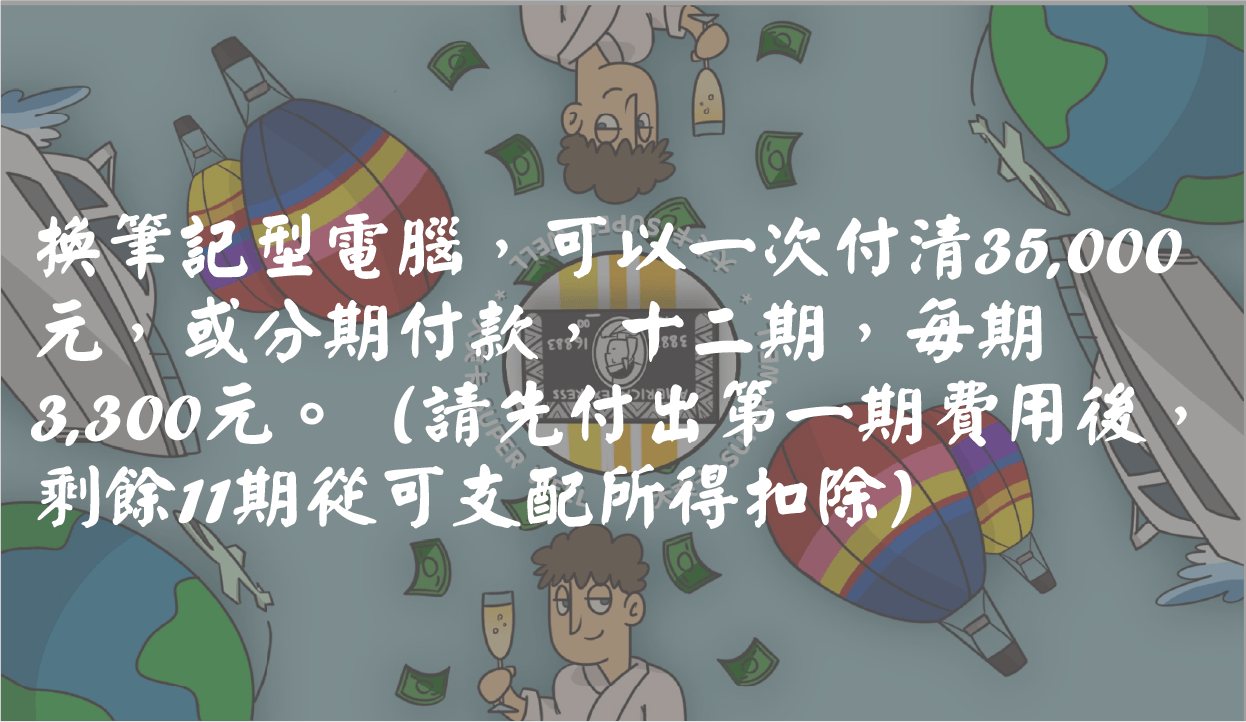 換筆記型電腦，可以一次付清35,000
元，或分期付款，十二期，每期
3,300元。（請先付出第一期費用後，
剩餘11期從可支配所得扣除）